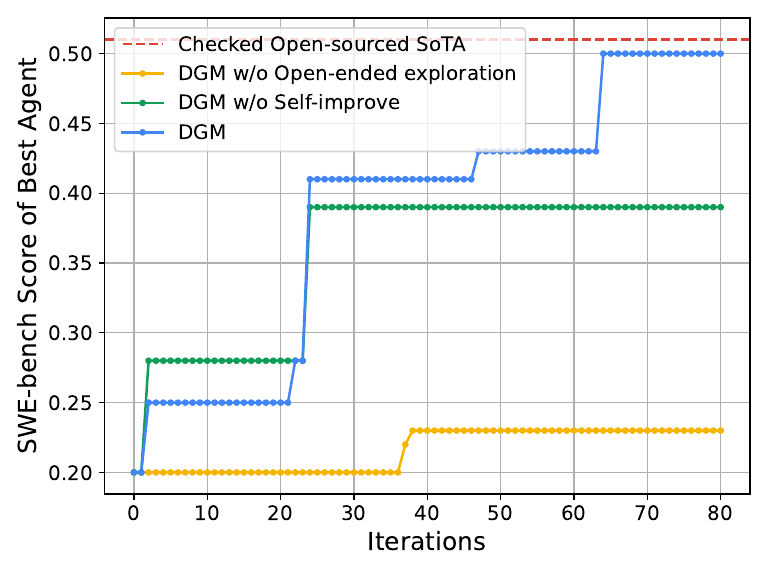 Checked Open-sourced SoTA
DGM w/o Open-ended exploration
DGM w/o Self-improve
DGM
SWE-bench Score of Best Agent
0.50
0.45
0.40
0.35
0.30
0.25
0.20
0 10 20 30 40 50 60 70 80
Iterations